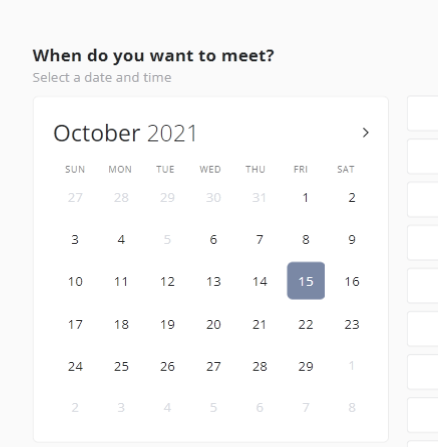 When do you want to meet?
Select a date and time
October 2021
SUN MON TUE WED THU FRI SAT
27 28 29 30 31 1 2
3 4 5 6 7 8 9
10 11 12 13 14 15 16
17 18 19 20 21 22 23
24 25 26 27 28 29 1
2 3 4 5 6 7 8